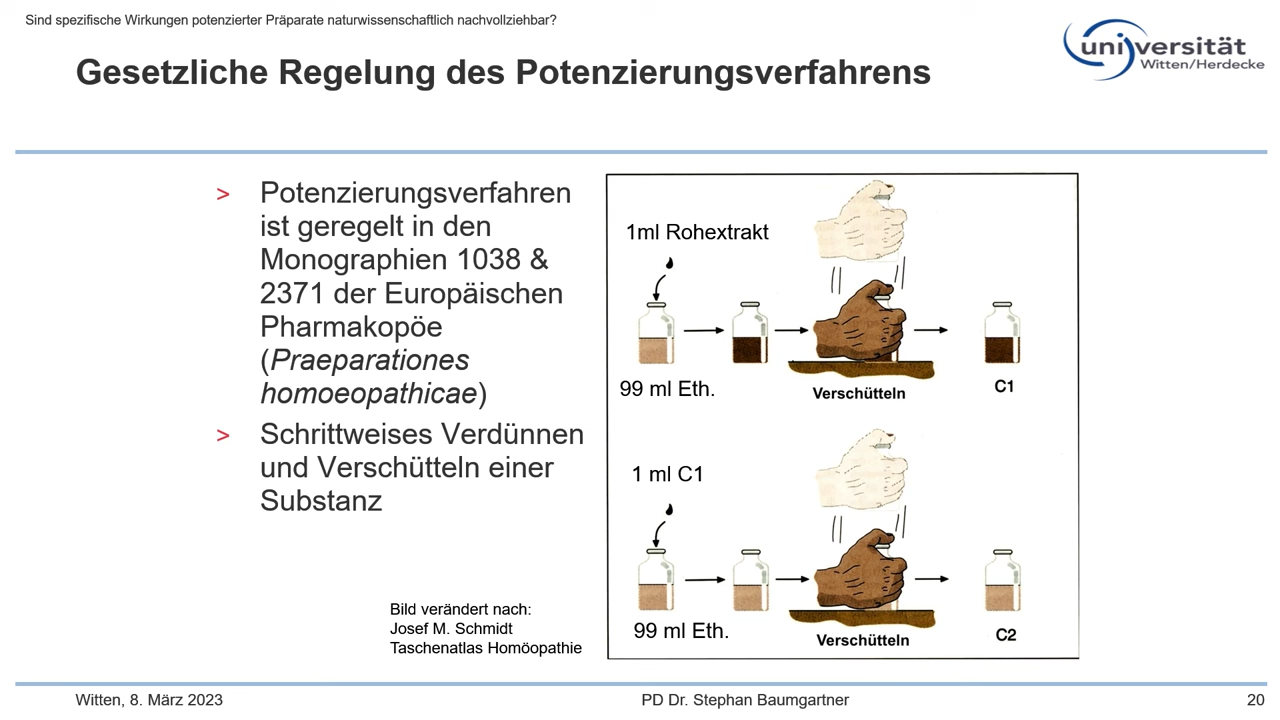 Sind spezifische Wirkungen potenzierter Präparate naturwissenschaftlich nachvollziehbar?
universität
Witten/Herdecke
Gesetzliche Regelung des Potenzierungsverfahrens
> Potenzierungsverfahren
ist geregelt in den
Monographien 1038 &
2371 der Europäischen
Pharmakopöe
(Praeparationes
homoeopathicae)
> Schrittweises Verdünnen
und Verschütteln einer
Substanz
1ml Rohextrakt
99 ml Eth.
Verschütteln
C1
1 ml C1
99 ml Eth.
Verschütteln
C2
Bild verändert nach:
Josef M. Schmidt
Taschenatlas Homöopathie
Witten, 8. März 2023
PD Dr. Stephan Baumgartner
20